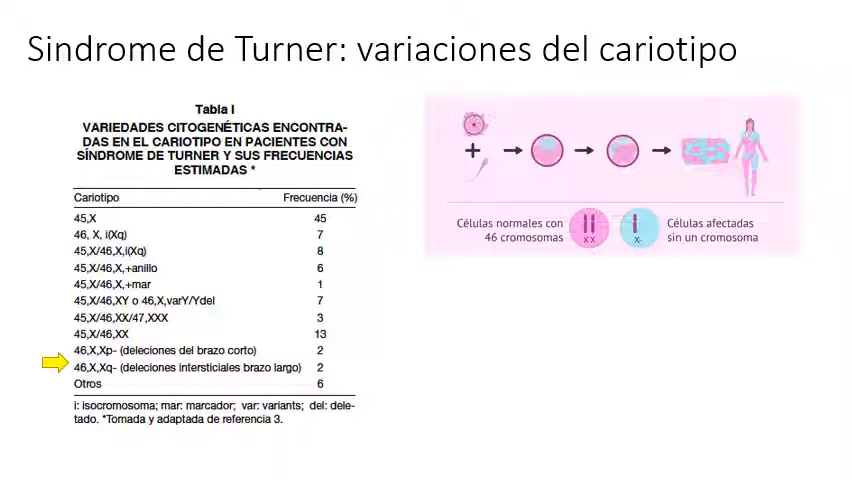 Sindrome de Turner: variaciones del cariotipo
Tabla I
VARIEDADES CITOGENÉTICAS ENCONTRA-
DAS EN EL CARIOTIPO EN PACIENTES CON
SÍNDROME DE TURNER Y SUS FRECUENCIAS
ESTIMADAS *
Cariotipo Frecuencia (%)
45,X 45
46, X, i(Xq) 7
45,X/46,X,i(Xq) 8
45,X/46,X,+anillo 6
45,X/46,X,+mar 1
45,X/46,XY o 46,X,varY/Ydel 7
45,X/46,XX/47,XXX 3
45,X/46,XX 13
46,X,Xp- (deleciones del brazo corto) 2
46,X,Xq- (deleciones intersticiales brazo largo) 2
Otros 6
i: isocromosoma; mar: marcador; var: variants; del: dele-
tado. *Tomada y adaptada de referencia 3.
+
Células normales con
46 cromosomas
X X
X-
Células afectadas
sin un cromosoma